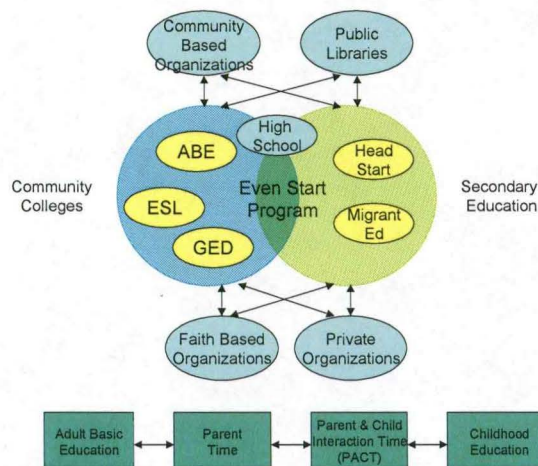 Community
Based
Organizations
Public
Libraries
High
School
ABE
Head
Start
Community
Colleges
ESL
Even Start
Program
Secondary
Education
Migrant
Ed
GED
Faith Based
Organizations
Private
Organizations
Adult Basic
Education
Parent
Time
Parent & Child
Interaction Time
(PACT)
Childhood
Education